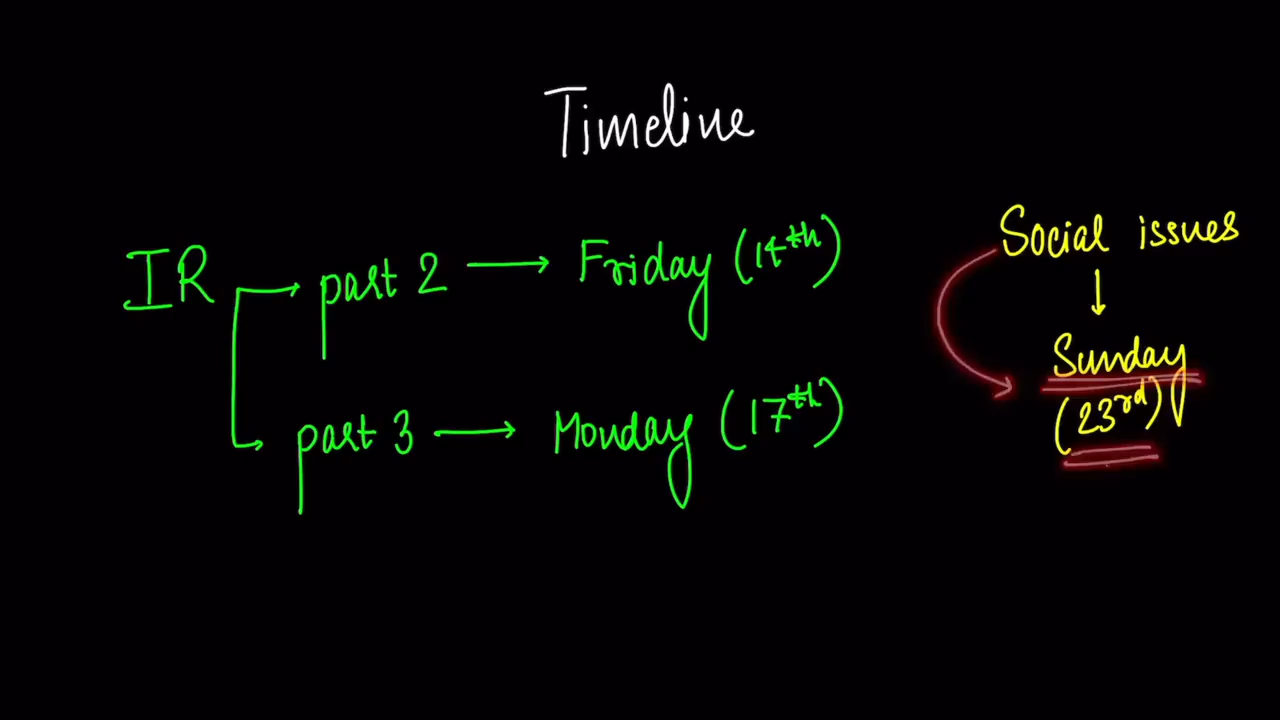 Timeline
IR → part 2 → Friday (14th)
part 3 → Monday (17th)
Social issues
↓
Sunday
(23rd)